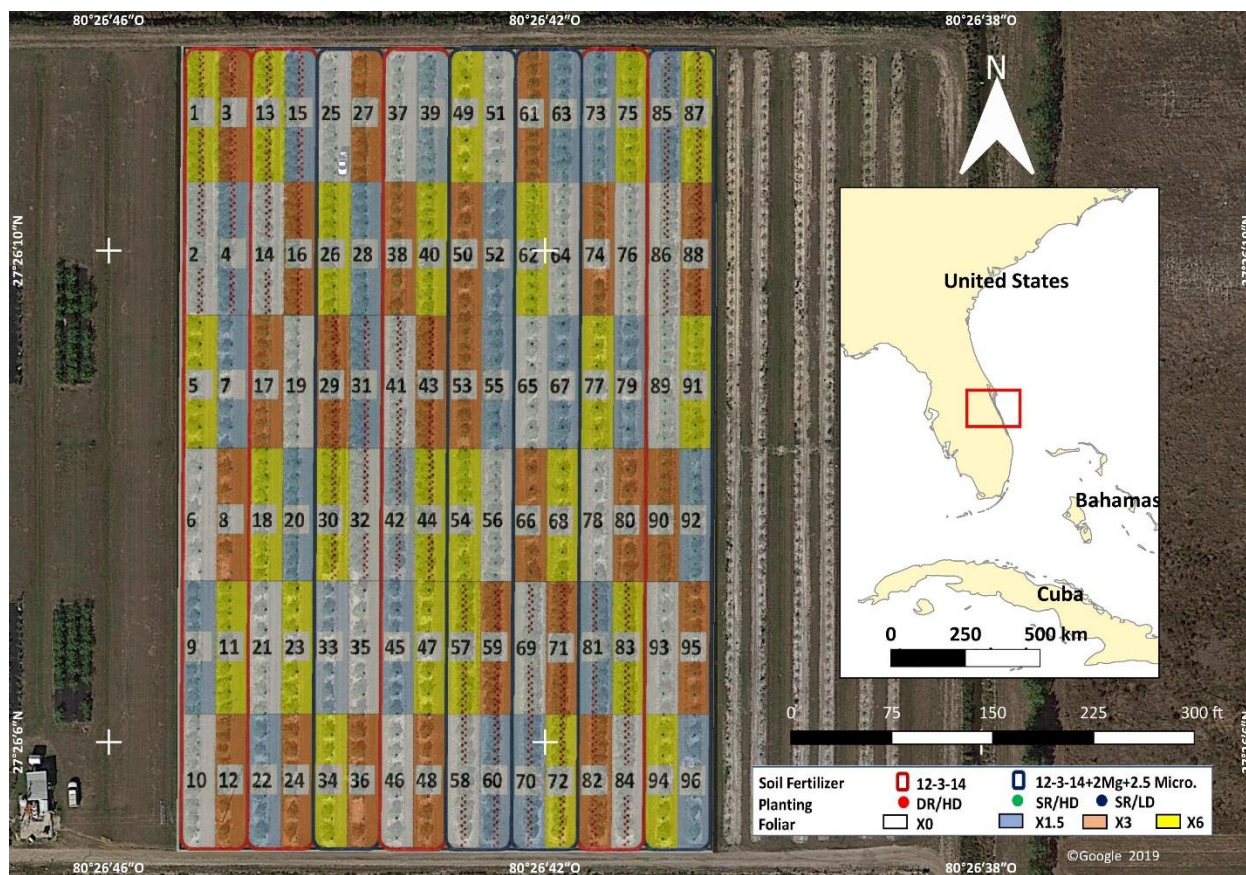 80°26'46"O 80°26'42"O 80°26'38"O
N
1 3 13 15 25 27 37 39 49 51 61 63 73 75 85 87
27°26'10"N
2 4 14 16 26 28 38 40 50 52 62 64 74 76 86 88
27°26'10"N
United States
5 7 17 19 29 31 41 43 53 55 65 67 77 79 89 91
Bahamas
6 8 18 20 30 32 42 44 54 56 66 68 78 80 90 92
Cuba
0 250 500 km
9 11 21 23 33 35 45 47 57 59 69 71 81 83 93 95
0 75 150 225 300 ft
27°26'6"N
27°26'6"N
10 12 22 24 34 36 46 48 58 60 70 72 82 84 94 96
Soil Fertilizer 12-3-14 12-3-14+2Mg+2.5 Micro.
Planting DR/HD SR/HD SR/LD
Foliar X0 X1.5 X3 X6
©Google 2019
80°26'46"O 80°26'42"O 80°26'38"O